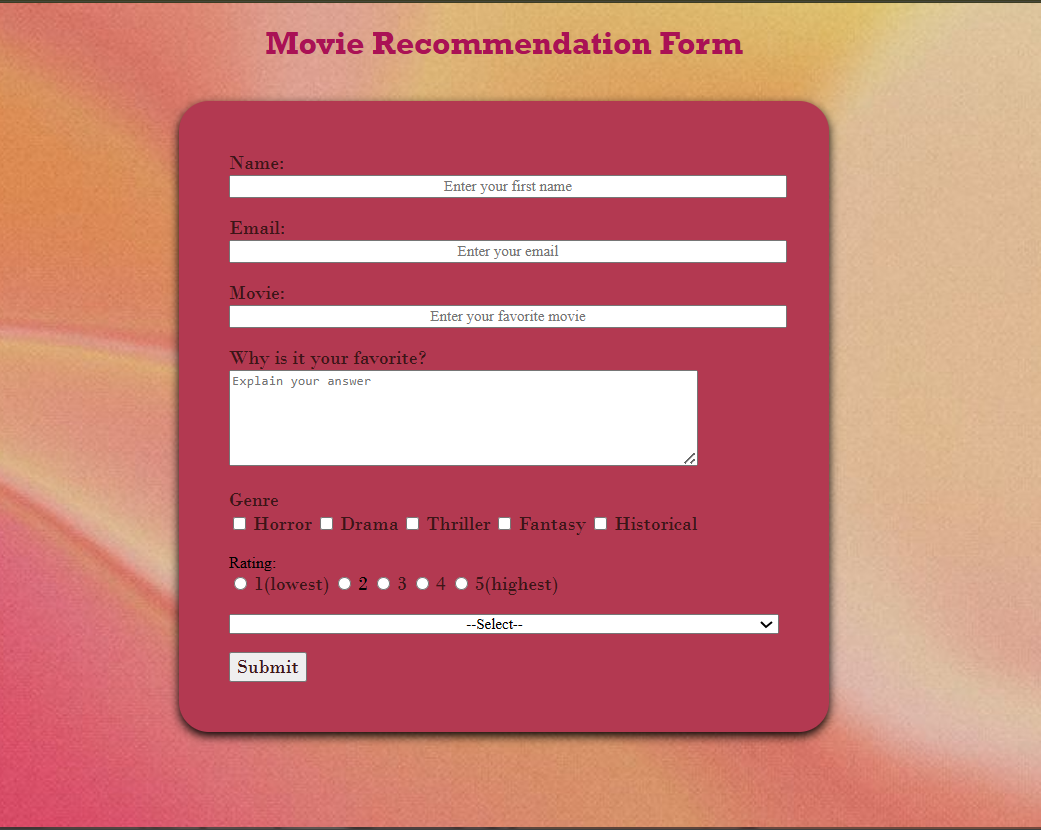 Movie Recommendation Form
Name:
Enter your first name
Email:
Enter your email
Movie:
Enter your favorite movie
Why is it your favorite?
Explain your answer
Genre
Horror Drama Thriller Fantasy Historical
Rating:
1(lowest) 2 3 4 5(highest)
--Select--
Submit